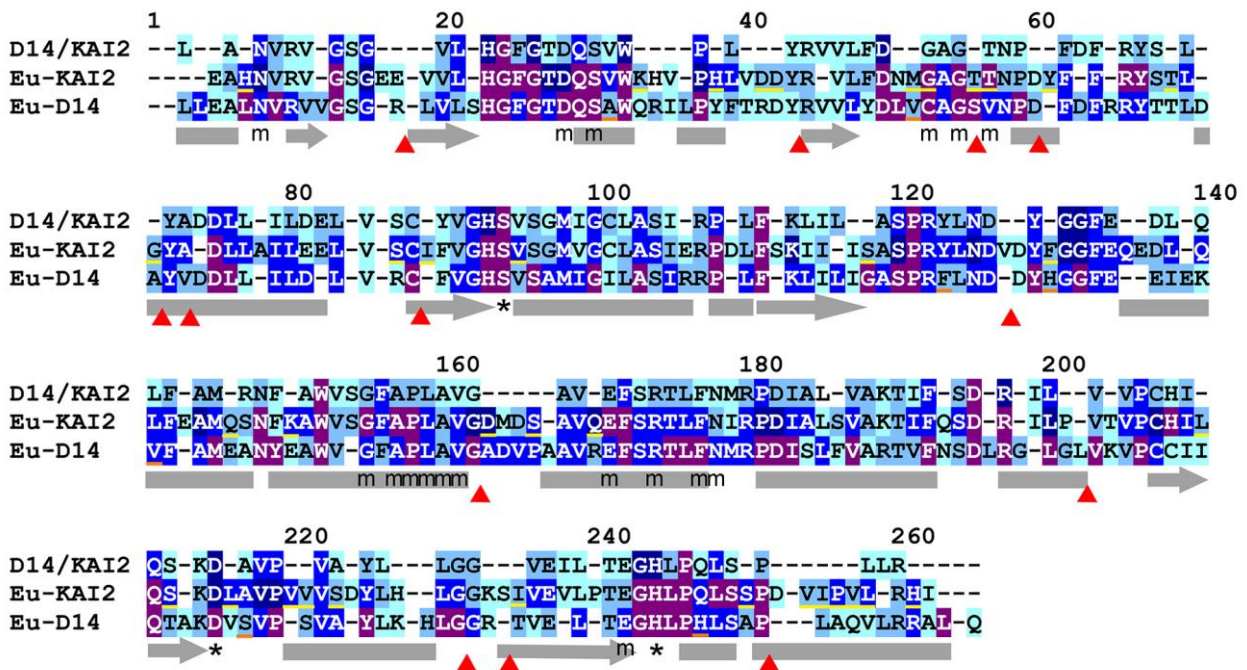 1 20 40 60
D14/KAI2 --L--A-NVRV-GSG----VL-HGFGTDQSVW----P-L---YRVVLFD--GAG-TNP--FDF-RYS-L-
Eu-KAI2 ----EAHNVRV-GSGEE-VVL-HGFGTDQSVWKHV-PHLVDDYR-VLFDNMGAGTTNPDYF-F-RYSTL-
Eu-D14 --LLEALNVRVVGSG-R-LVLSHGFGTDQSAWQRILPYFTRDYRVVLYDLVCAGSVNPD-FDFRRYTTLD
m m m m m m
80 100 120 140
D14/KAI2 -YADDLL-ILDEL-V-SC-YVGHSVSGMIGCLASI-RP-LF-KLIL--ASPRYLND--Y-GGFE--DL-Q
Eu-KAI2 GYA-DLLAILEEL-V-SCIFVGHSVSGMVGCLASIERPDLFSKII-ISASPRYLNDVDYFGGFEQEDL-Q
Eu-D14 AYVDDLL-ILD-L-V-RC-FVGHSVSAMIGILASIRRP-LF-KLILIGASPRFLND-DYHGGFE--EIEK
*
160 180 200
D14/KAI2 LF-AM-RNF-AWVSGFAPLAVG-----AV-EFSRTLFNMRPDIAL-VAKTIF-SD-R-IL--V-VPCHI-
Eu-KAI2 LFEAMQSNFKAWVSGFAPLAVGDMDS-AVQEFSRTLFNIRPDIALSVAKTIFQSD-R-ILP-VTVPCHIL
Eu-D14 VF-AMEANYEAWV-GFAPLAVGADVPAAVREFSRTLFNMRPDISLFVARTVFNSDLRG-LGLVKVPCCII
m mmmmm m m mm
220 240 260
D14/KAI2 QS-KD-AVP--VA-YL---LGG---VEIL-TEGHLPQLS-P------LLR-----
Eu-KAI2 QS-KDLAVPVVVSDYLH--LGGKSIVEVLPTEGHLPQLSSPD-VIPVL-RHI---
Eu-D14 QTAKDVSVP-SVA-YLK-HLGGR-TVE-L-TEGHLPHLSAP---LAQVLRRAL-Q
* m *